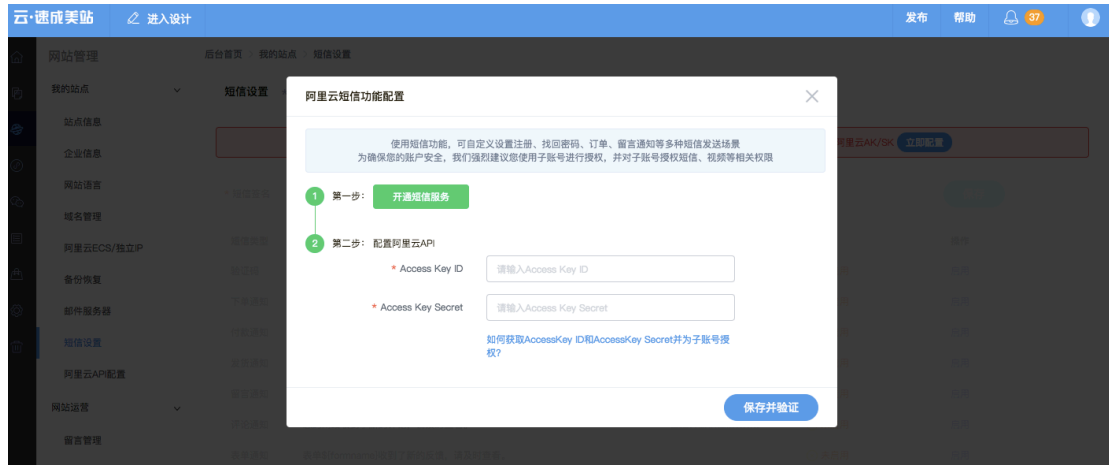 云·速成美站 进入设计 发布 帮助 37
网站管理
后台首页 我的站点 短信设置
我的站点
短信设置
站点信息
企业信息
网站语言
域名管理
阿里云ECS/独立IP
备份恢复
邮件服务器
短信设置
阿里云API配置
网站运营
留言管理
阿里云AK/SK 立即配置
阿里云短信功能配置
使用短信功能，可自定义设置注册、找回密码、订单、留言通知等多种短信发送场景
为确保您的账户安全，我们强烈建议您使用子账号进行授权，并对子账号授权短信、视频等相关权限
1 第一步： 开通短信服务
2 第二步： 配置阿里云API
* Access Key ID 请输入Access Key ID
* Access Key Secret 请输入Access Key Secret
如何获取AccessKey ID和AccessKey Secret并为子账号授
权?
保存并验证